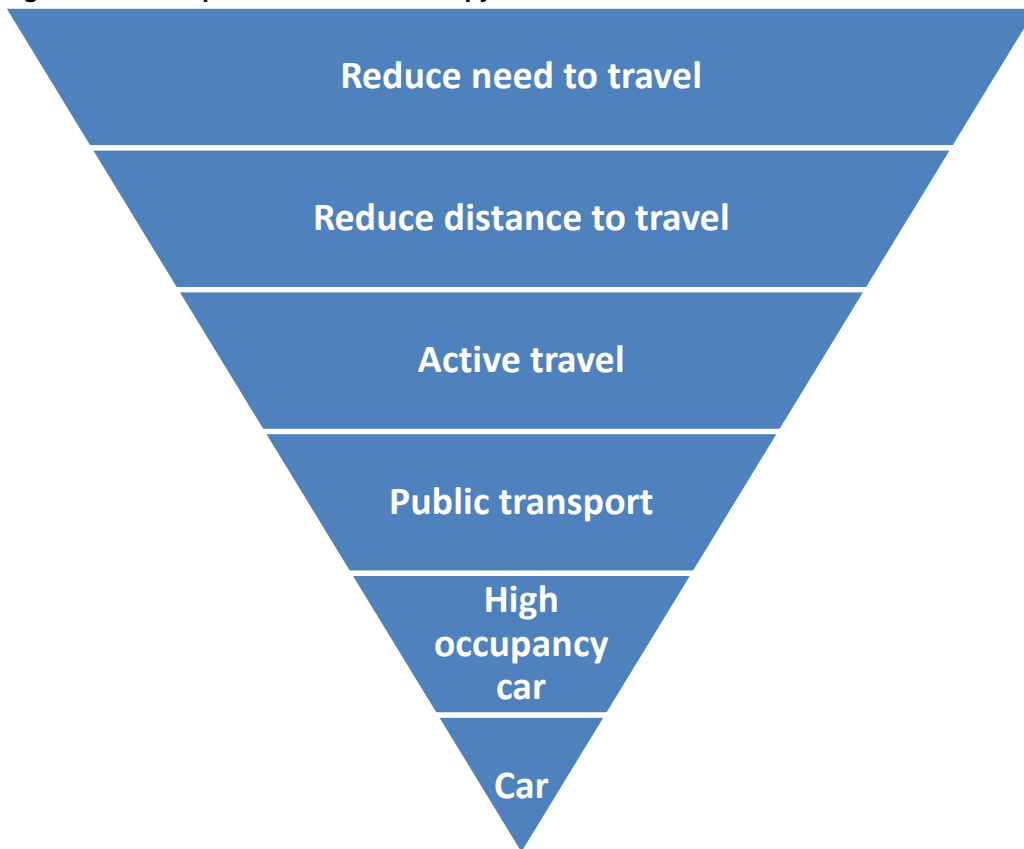 Reduce need to travel
Reduce distance to travel
Active travel
Public transport
High
occupancy
car
Car